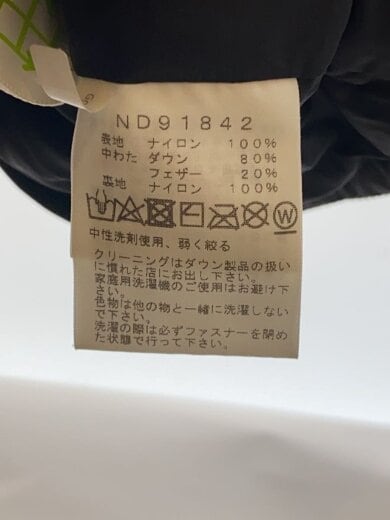 ND91842
表地 ナイロン 100%
中わた ダウン 80%
フェザー 20%
裏地 ナイロン 100%
W
中性洗剤使用、弱く絞る
クリーニングはダウン製品の扱い
に慣れた店にお出し下さい。
家庭用洗濯機のご使用はお避け下
さい。
色物は他の物と一緒に洗濯しない
で下さい。
洗濯の際は必ずファスナーを閉め
た状態で行って下さい。